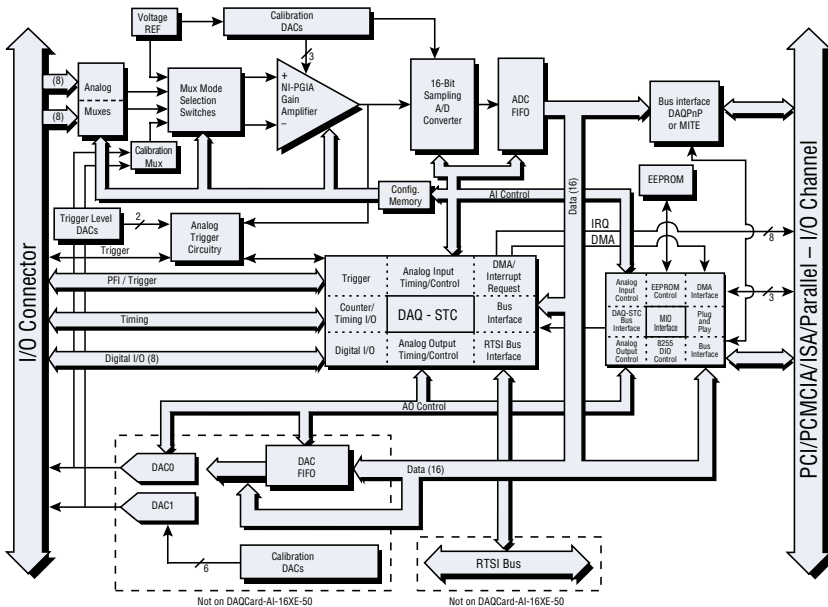 Voltage
REF
Calibration
DACs
3
(8)
Analog
Muxes
(8)
Mux Mode
Selection
Switches
+
NI-PGIA
Gain
Amplifier
–
16-Bit
Sampling
A/D
Converter
ADC
FIFO
Bus interface
DAQPnP
or MITE
Calibration
Mux
Config.
Memory
AI Control
EEPROM
Data (16)
Trigger Level
DACs
2
Analog
Trigger
Circuitry
Trigger
IRQ
DMA
8
I/O Connector
PFI / Trigger
Timing
Digital I/O (8)
Trigger
Analog Input
Timing/Control
DMA/
Interrupt
Request
Counter/
Timing I/O
DAQ - STC
Bus
Interface
Digital I/O
Analog Output
Timing/Control
RTSI Bus
Interface
Analog
Input
Control
EEPROM
Control
DMA
Interface
DAQ-STC
Bus
Interface
MIO
Interface
Plug
and
Play
Analog
Output
Control
8255
DIO
Control
Bus
Interface
3
PCI/PCMCIA/ISA/Parallel – I/O Channel
AO Control
DAC0
DAC
FIFO
Data (16)
DAC1
6
Calibration
DACs
RTSI Bus
Not on DAQCard-AI-16XE-50
Not on DAQCard-AI-16XE-50